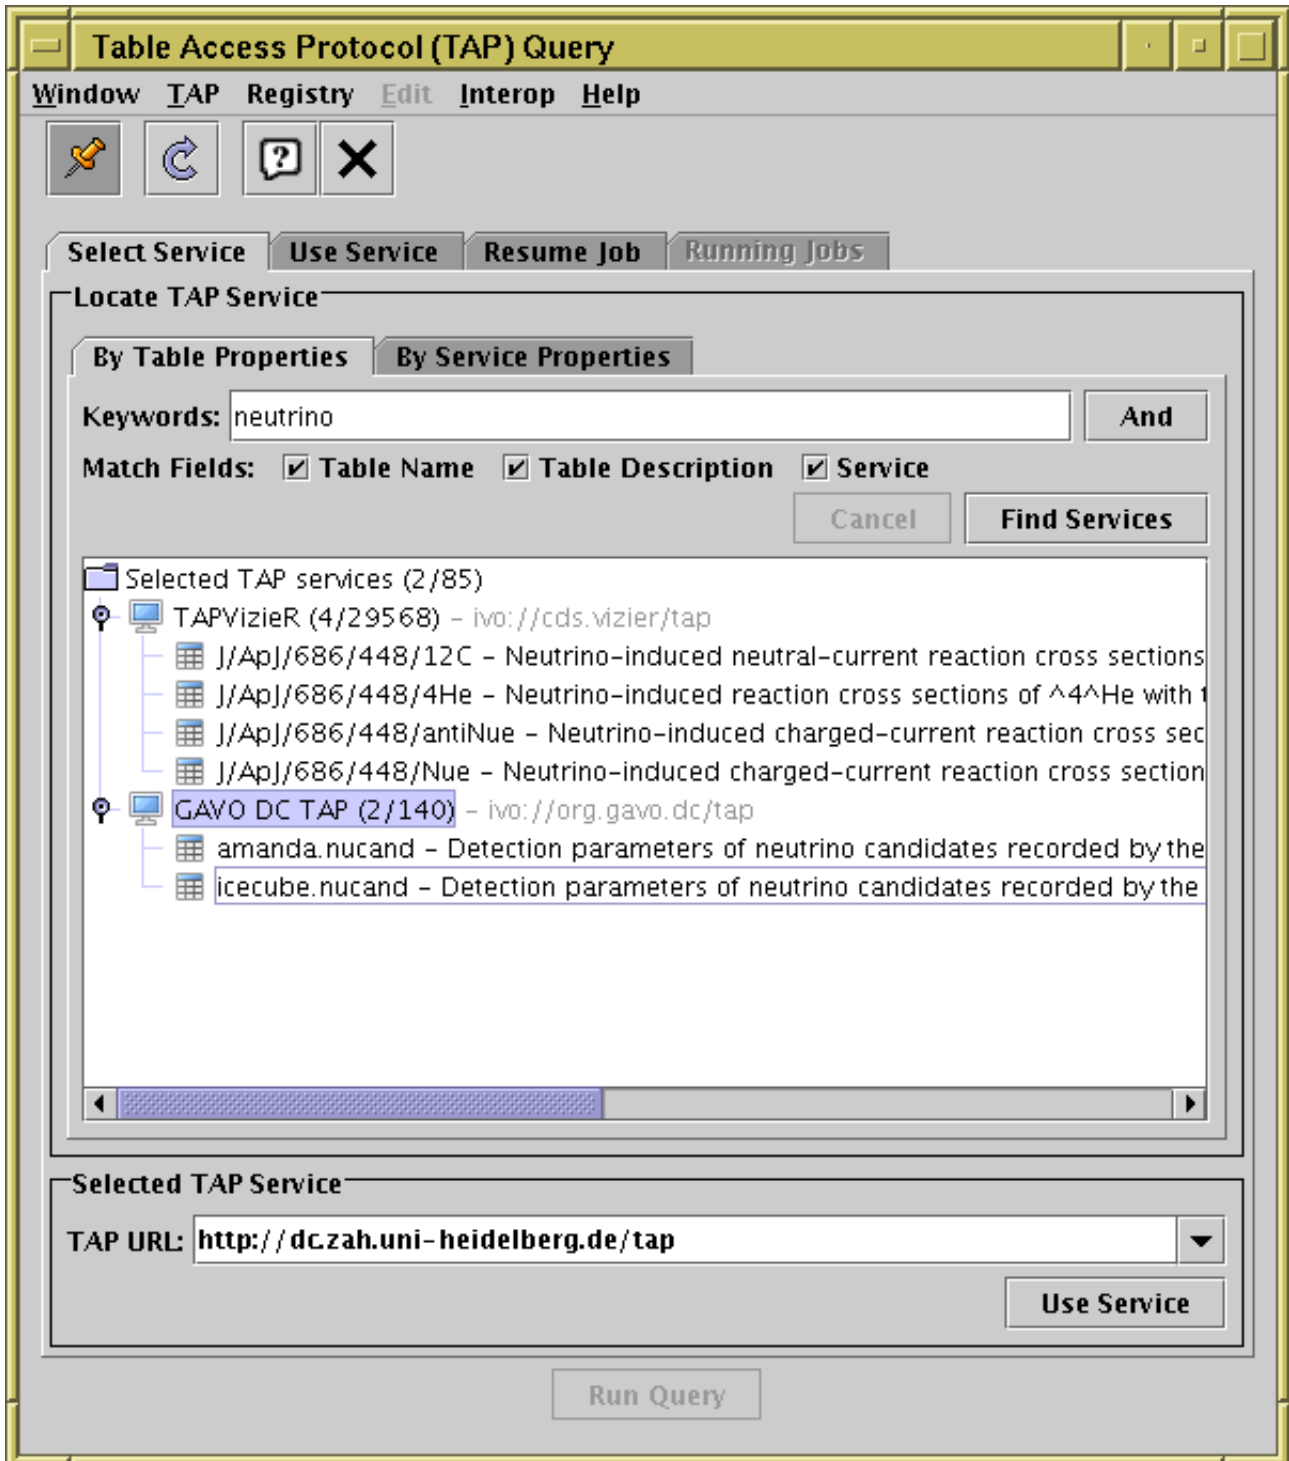 Table Access Protocol (TAP) Query
Window TAP Registry Edit Interop Help
Select Service Use Service Resume Job Running Jobs
Locate TAP Service
By Table Properties By Service Properties
Keywords: neutrino And
Match Fields: Table Name Table Description Service
Cancel Find Services
Selected TAP services (2/85)
TAPVizieR (4/29568) – ivo://cds.vizier/tap
J/ApJ/686/448/12C – Neutrino-induced neutral-current reaction cross sections
J/ApJ/686/448/4He – Neutrino-induced reaction cross sections of ^4^He with
J/ApJ/686/448/antiNue – Neutrino-induced charged-current reaction cross sec
J/ApJ/686/448/Nue – Neutrino-induced charged-current reaction cross section
GAVO DC TAP (2/140) – ivo://org.gavo.dc/tap
amanda.nucand – Detection parameters of neutrino candidates recorded by the
icecube.nucand – Detection parameters of neutrino candidates recorded by the
Selected TAP Service
TAP URL: http://dc.zah.uni-heidelberg.de/tap
Use Service
Run Query